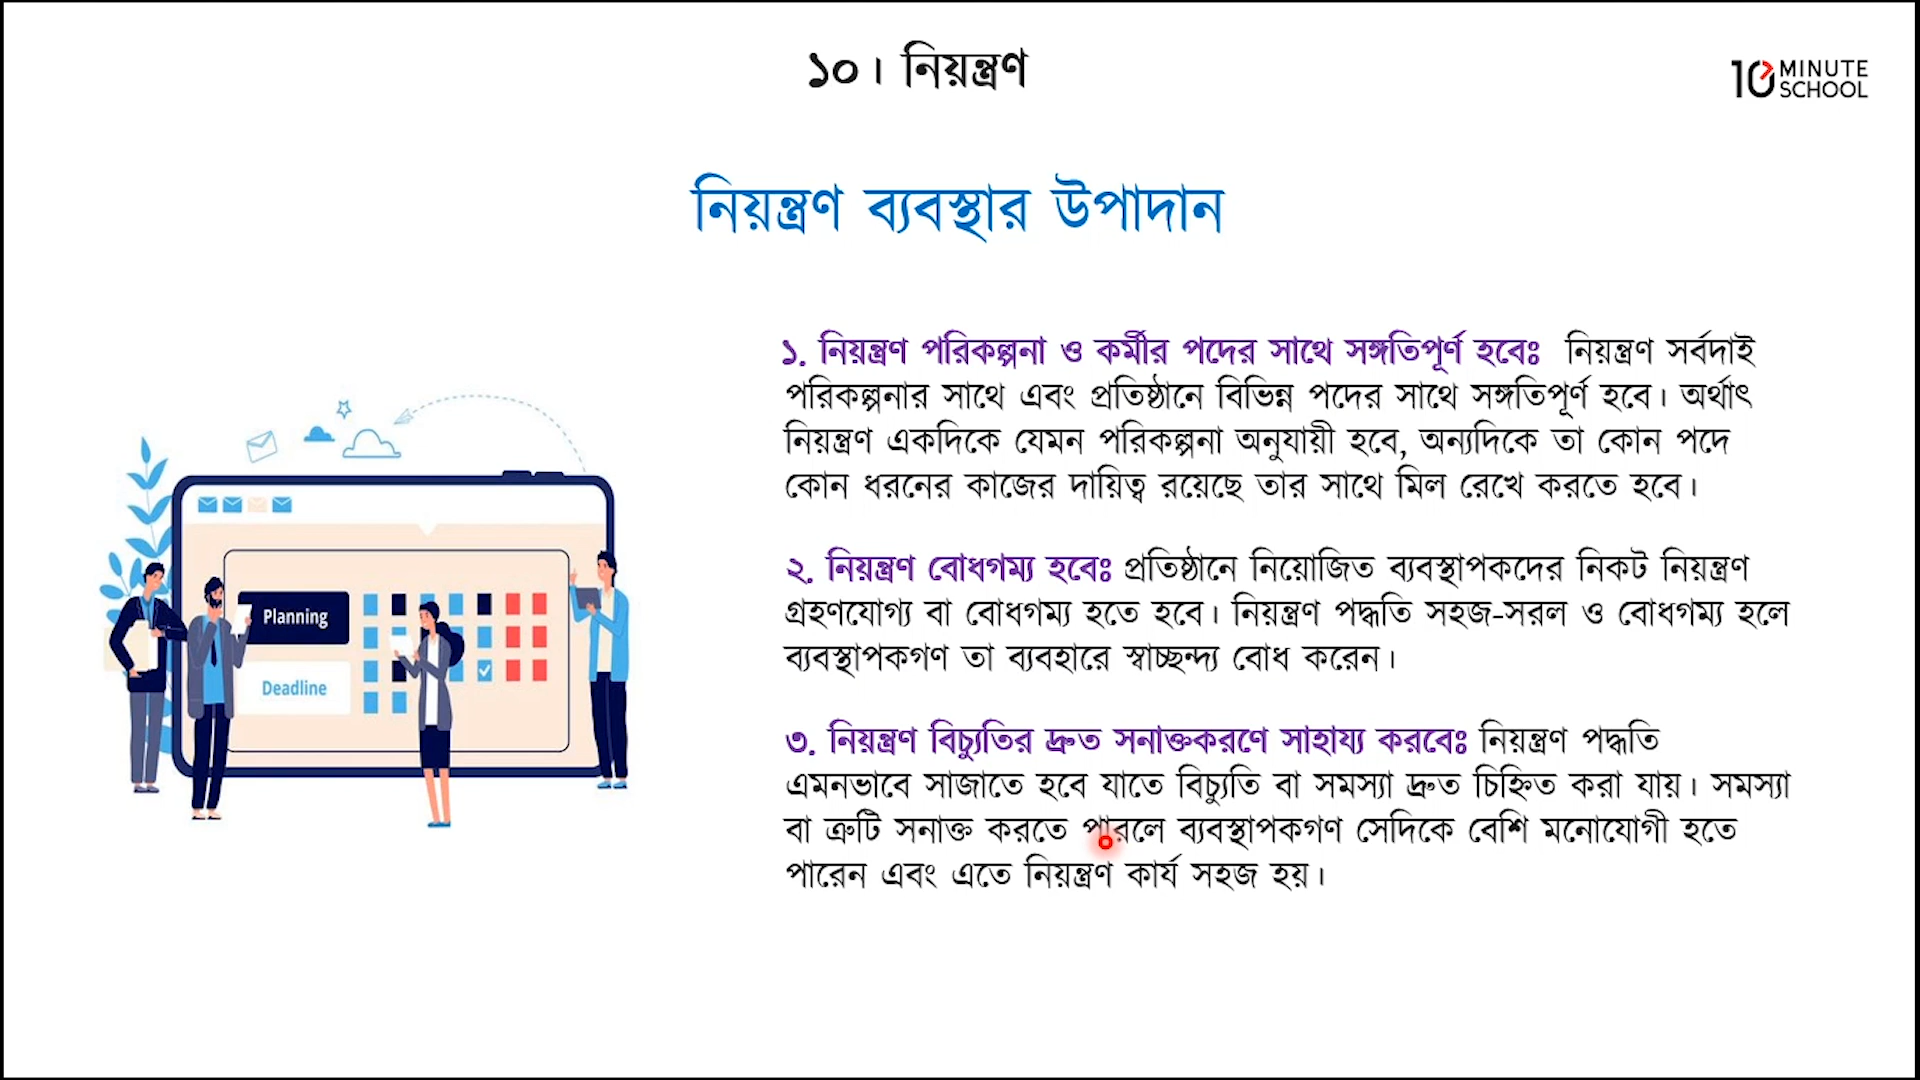 ১০। নিয়ন্ত্রণ
10 MINUTE
SCHOOL
নিয়ন্ত্রণ ব্যবস্থার উপাদান
Planning
Deadline
১. নিয়ন্ত্রণ পরিকল্পনা ও কর্মীর পদের সাথে সঙ্গতিপূর্ণ হবেঃ নিয়ন্ত্রণ সর্বদাই
পরিকল্পনার সাথে এবং প্রতিষ্ঠানে বিভিন্ন পদের সাথে সঙ্গতিপূর্ণ হবে। অর্থাৎ
নিয়ন্ত্রণ একদিকে যেমন পরিকল্পনা অনুযায়ী হবে, অন্যদিকে তা কোন পদে
কোন ধরনের কাজের দায়িত্ব রয়েছে তার সাথে মিল রেখে করতে হবে।
২. নিয়ন্ত্রণ বোধগম্য হবেঃ প্রতিষ্ঠানে নিয়োজিত ব্যবস্থাপকদের নিকট নিয়ন্ত্রণ
গ্রহণযোগ্য বা বোধগম্য হতে হবে। নিয়ন্ত্রণ পদ্ধতি সহজ-সরল ও বোধগম্য হলে
ব্যবস্থাপকগণ তা ব্যবহারে স্বাচ্ছন্দ্য বোধ করেন।
৩. নিয়ন্ত্রণ বিচ্যুতির দ্রুত সনাক্তকরণে সাহায্য করবেঃ নিয়ন্ত্রণ পদ্ধতি
এমনভাবে সাজাতে হবে যাতে বিচ্যুতি বা সমস্যা দ্রুত চিহ্নিত করা যায়। সমস্যা
বা ত্রুটি সনাক্ত করতে পারলে ব্যবস্থাপকগণ সেদিকে বেশি মনোযোগী হতে
পারেন এবং এতে নিয়ন্ত্রণ কার্য সহজ হয়।